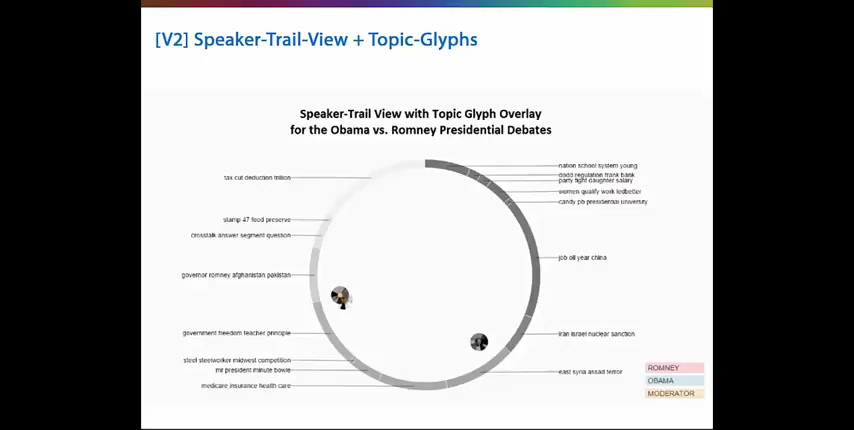 [V2] Speaker-Trail-View + Topic-Glyphs
Speaker-Trail View with Topic Glyph Overlay
for the Obama vs. Romney Presidential Debates
nation school system young
dodd regulation frank bank
party fight daughter salary
women qualify work ledbetter
candy pb presidential university
job oil year china
iran israel nuclear sanction
east syria assad terror
medicare insurance health care
mr president minute bowle
steel steelworker midwest competition
government freedom teacher principle
governor romney afghanistan pakistan
crosstalk answer segment question
stamp 47 food preserve
tax cut deduction trillion
ROMNEY
OBAMA
MODERATOR